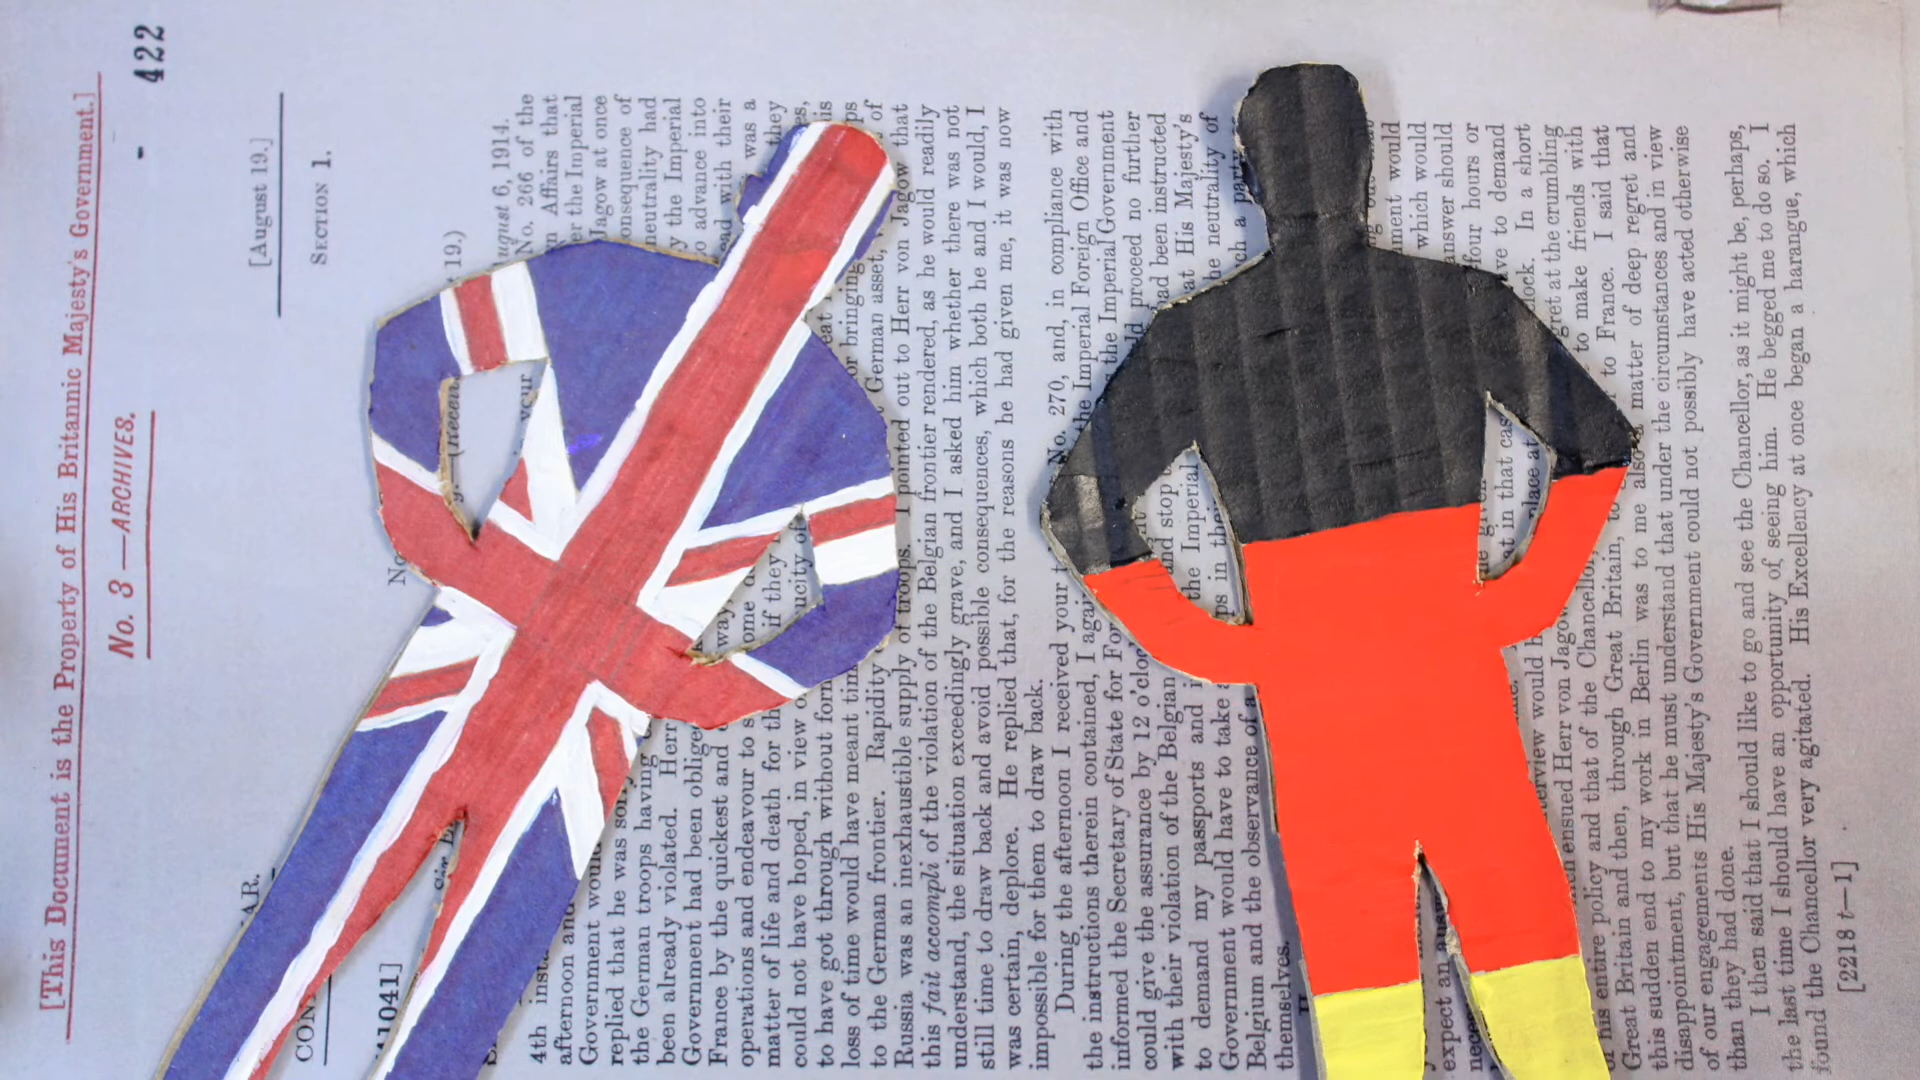 [This Document is the Property of His Britannic Majesty's Government.]
422
No. 3 —ARCHIVES.
[August 19.]
SECTION 1.
August 6, 1914.
19.)
No. 266 of the
4th Affairs that
afternoon and the Imperial
Government would Jagow at once
replied that he was consequence of
the German troops having neutrality had
been already violated. Herr the Imperial
Government had been obliged to advance into
France by the quickest and with their
operations and endeavour to was a
matter of life and death for they
could not have hoped, in view
to have got through without
loss of time would have meant
to the German frontier. Rapidity German asset, of
Russia was an inexhaustible supply of troops. I pointed out to Herr von Jagow that
this fait accompli of the violation of the Belgian frontier rendered, as he would readily
understand, the situation exceedingly grave, and I asked him whether there was not
still time to draw back and avoid possible consequences, which both he and I would, I
was certain, deplore. He replied that, for the reasons he had given me, it was now
impossible for them to draw back.
During the afternoon I received your No. 270, and, in compliance with
the instructions therein contained, I the Imperial Foreign Office and
informed the Secretary of State for the Imperial Government
could give the assurance by 12 o'clock proceed no further
with their violation of the Belgian had been instructed
to demand my passports and His Majesty's
Government would have to take the neutrality of
Belgium and the observance of a
themselves.
expect an answer should
four hours or
to demand
In a short
interview would at the crumbling
his entire policy and that of the Chancellor, to make friends with
Great Britain and then, through Great Britain, to France. I said that
this sudden end to my work in Berlin was to me also matter of deep regret and
disappointment, but that he must understand that under the circumstances and in view
of our engagements His Majesty's Government could not possibly have acted otherwise
than they had done.
I then said that I should like to go and see the Chancellor, as it might be, perhaps,
the last time I should have an opportunity of seeing him. He begged me to do so. I
found the Chancellor very agitated. His Excellency at once began a harangue, which
[2218 t—1]